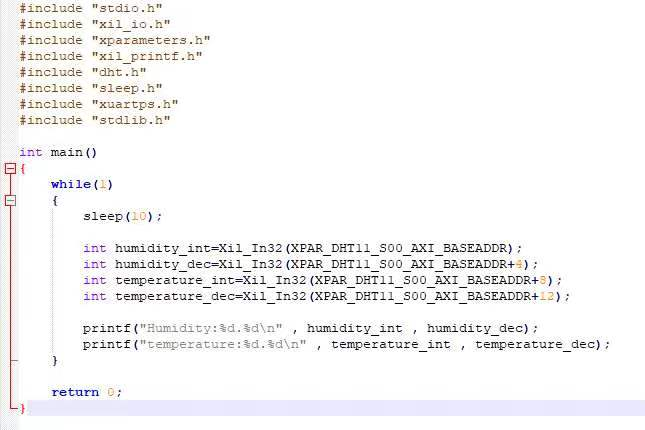 #include "stdio.h"
#include "xil_io.h"
#include "xparameters.h"
#include "xil_printf.h"
#include "dht.h"
#include "sleep.h"
#include "xuartps.h"
#include "stdlib.h"

int main()
{
    while(1)
    {
        sleep(10);

        int humidity_int=Xil_In32(XPAR_DHT11_S00_AXI_BASEADDR);
        int humidity_dec=Xil_In32(XPAR_DHT11_S00_AXI_BASEADDR+4);
        int temperature_int=Xil_In32(XPAR_DHT11_S00_AXI_BASEADDR+8);
        int temperature_dec=Xil_In32(XPAR_DHT11_S00_AXI_BASEADDR+12);

        printf("Humidity:%d.%d\n" , humidity_int , humidity_dec);
        printf("temperature:%d.%d\n" , temperature_int , temperature_dec);
    }

    return 0;
}